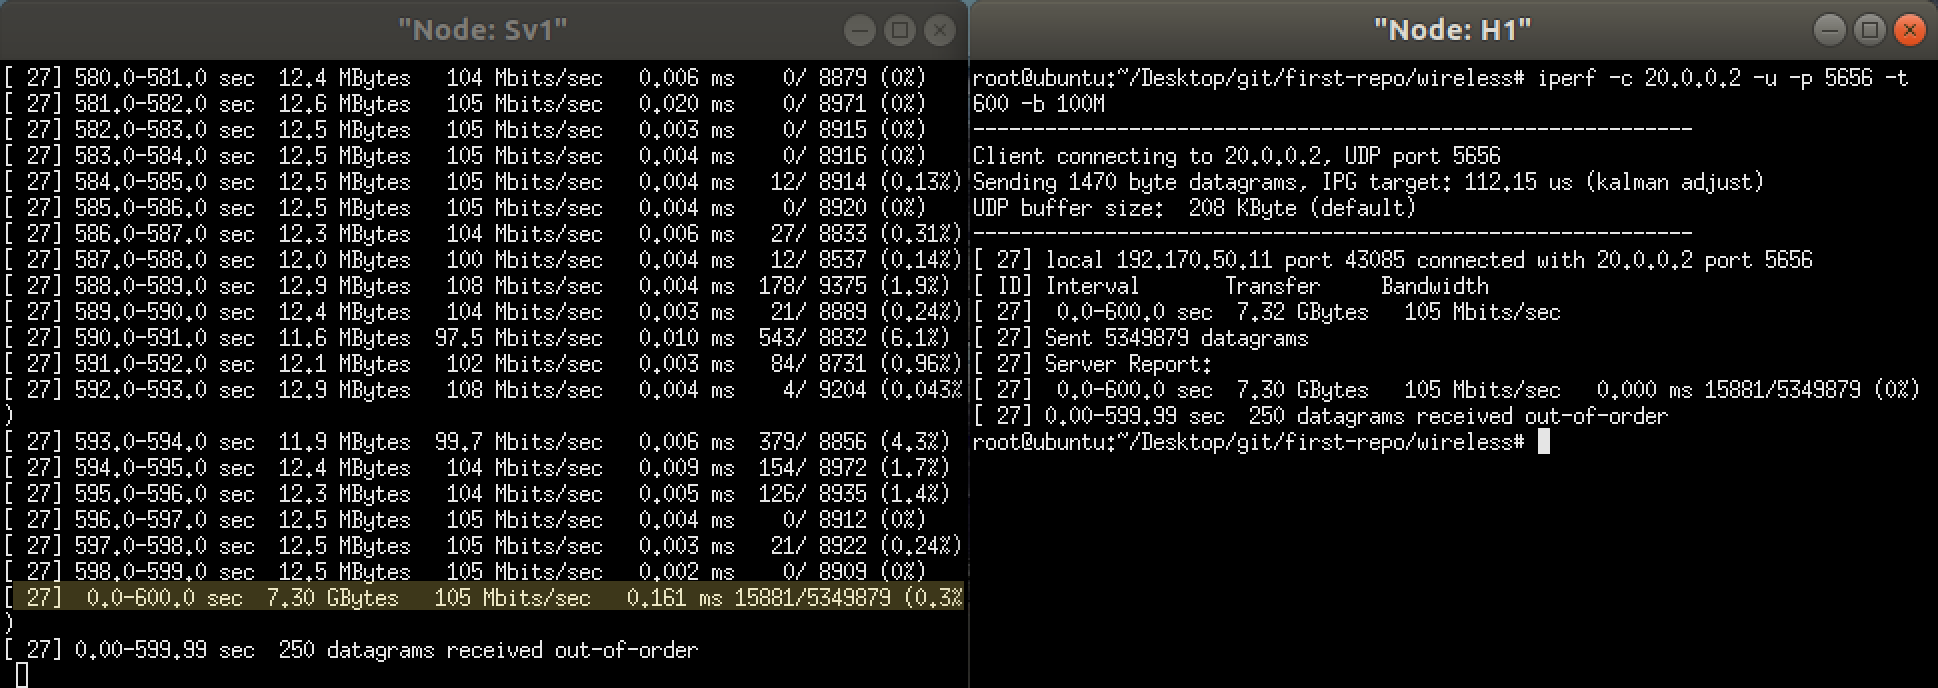 "Node: Sv1"
[ 27] 580.0-581.0 sec  12.4 MBytes   104 Mbits/sec   0.006 ms    0/ 8879 (0%)
[ 27] 581.0-582.0 sec  12.6 MBytes   105 Mbits/sec   0.020 ms    0/ 8971 (0%)
[ 27] 582.0-583.0 sec  12.5 MBytes   105 Mbits/sec   0.003 ms    0/ 8915 (0%)
[ 27] 583.0-584.0 sec  12.5 MBytes   105 Mbits/sec   0.004 ms    0/ 8916 (0%)
[ 27] 584.0-585.0 sec  12.5 MBytes   105 Mbits/sec   0.004 ms   12/ 8914 (0.13%)
[ 27] 585.0-586.0 sec  12.5 MBytes   105 Mbits/sec   0.004 ms    0/ 8920 (0%)
[ 27] 586.0-587.0 sec  12.3 MBytes   104 Mbits/sec   0.006 ms   27/ 8833 (0.31%)
[ 27] 587.0-588.0 sec  12.0 MBytes   100 Mbits/sec   0.004 ms   12/ 8537 (0.14%)
[ 27] 588.0-589.0 sec  12.9 MBytes   108 Mbits/sec   0.004 ms  178/ 9375 (1.9%)
[ 27] 589.0-590.0 sec  12.4 MBytes   104 Mbits/sec   0.003 ms   21/ 8889 (0.24%)
[ 27] 590.0-591.0 sec  11.6 MBytes  97.5 Mbits/sec   0.010 ms  543/ 8832 (6.1%)
[ 27] 591.0-592.0 sec  12.1 MBytes   102 Mbits/sec   0.003 ms   84/ 8731 (0.96%)
[ 27] 592.0-593.0 sec  12.9 MBytes   108 Mbits/sec   0.004 ms    4/ 9204 (0.043%
)
[ 27] 593.0-594.0 sec  11.9 MBytes  99.7 Mbits/sec   0.006 ms  379/ 8856 (4.3%)
[ 27] 594.0-595.0 sec  12.4 MBytes   104 Mbits/sec   0.009 ms  154/ 8972 (1.7%)
[ 27] 595.0-596.0 sec  12.3 MBytes   104 Mbits/sec   0.005 ms  126/ 8935 (1.4%)
[ 27] 596.0-597.0 sec  12.5 MBytes   105 Mbits/sec   0.004 ms    0/ 8912 (0%)
[ 27] 597.0-598.0 sec  12.5 MBytes   105 Mbits/sec   0.003 ms   21/ 8922 (0.24%)
[ 27] 598.0-599.0 sec  12.5 MBytes   105 Mbits/sec   0.002 ms    0/ 8909 (0%)
[ 27]  0.0-600.0 sec  7.30 GBytes   105 Mbits/sec   0.161 ms 15881/5349879 (0.3%
)
[ 27] 0.00-599.99 sec  250 datagrams received out-of-order
"Node: H1"
root@ubuntu:~/Desktop/git/first-repo/wireless# iperf -c 20.0.0.2 -u -p 5656 -t
600 -b 100M
------------------------------------------------------------
Client connecting to 20.0.0.2, UDP port 5656
Sending 1470 byte datagrams, IPG target: 112.15 us (kalman adjust)
UDP buffer size:  208 KByte (default)
------------------------------------------------------------
[ 27] local 192.170.50.11 port 43085 connected with 20.0.0.2 port 5656
[ ID] Interval       Transfer     Bandwidth
[ 27]  0.0-600.0 sec  7.32 GBytes   105 Mbits/sec
[ 27] Sent 5349879 datagrams
[ 27] Server Report:
[ 27]  0.0-600.0 sec  7.30 GBytes   105 Mbits/sec   0.000 ms 15881/5349879 (0%)
[ 27] 0.00-599.99 sec  250 datagrams received out-of-order
root@ubuntu:~/Desktop/git/first-repo/wireless#